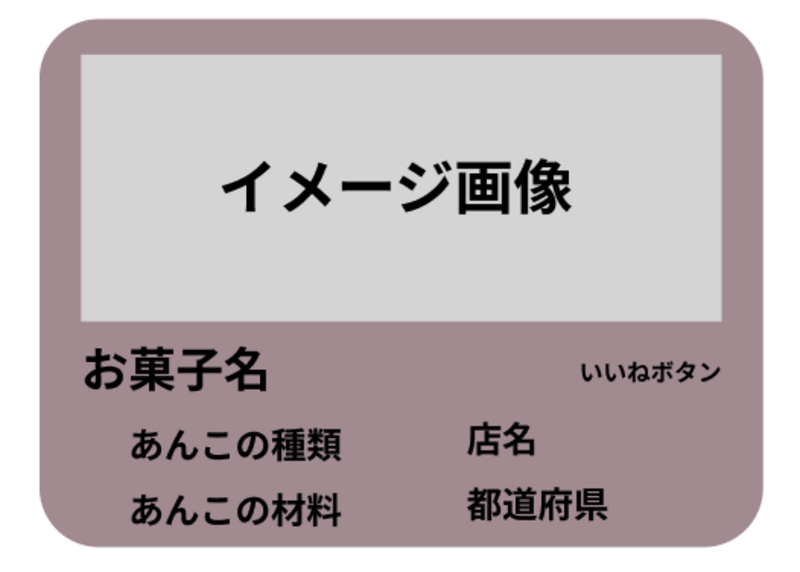 イメージ画像
お菓子名
いいねボタン
あんこの種類
店名
あんこの材料
都道府県